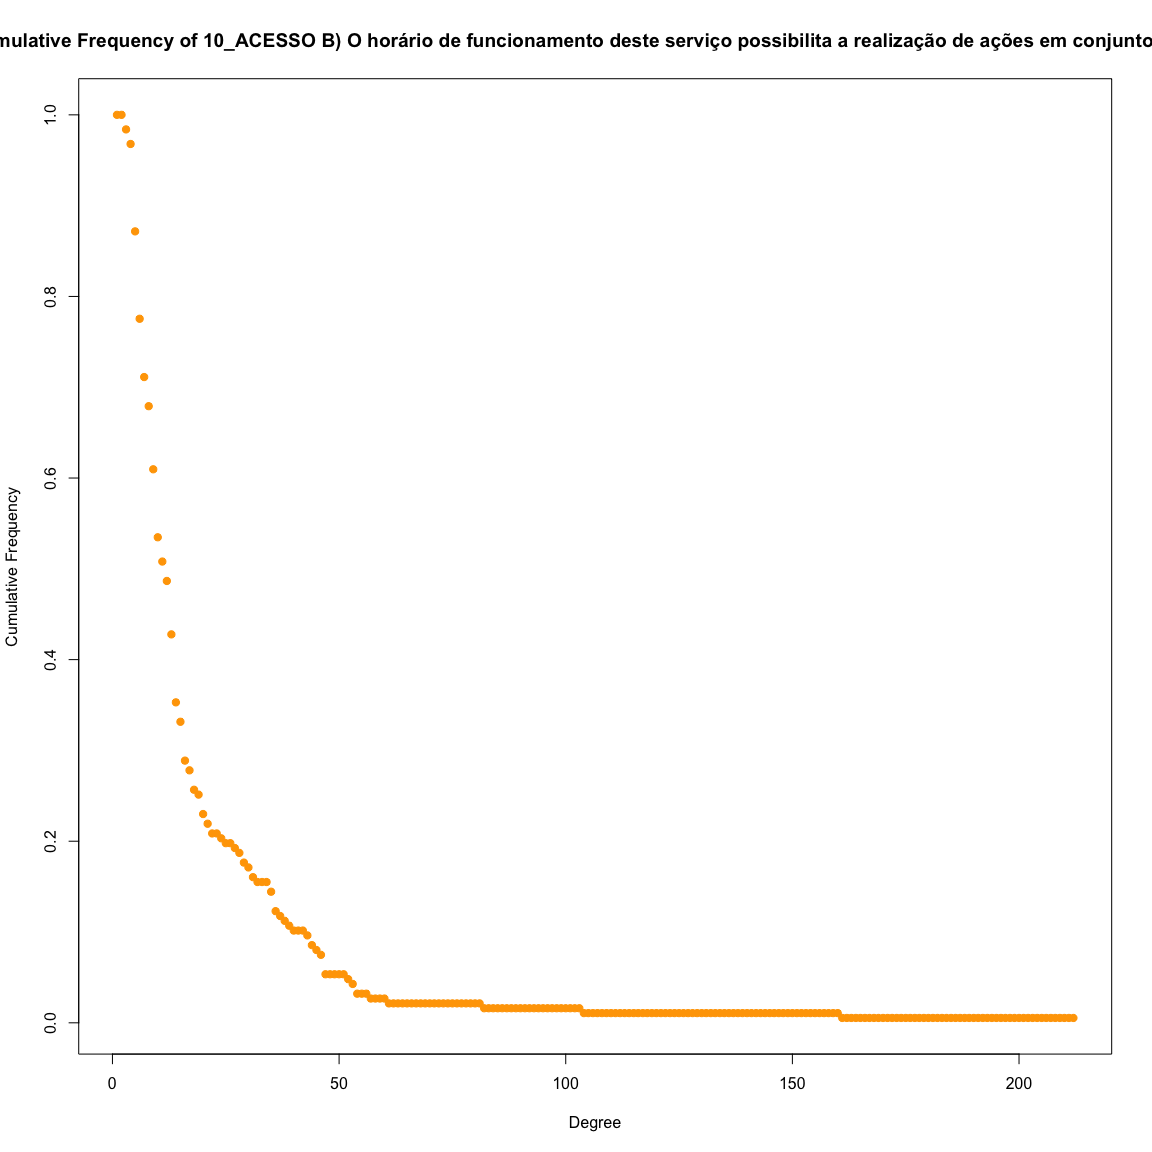 mulative Frequency of 10_ACESSO B) O horário de funcionamento deste serviço possibilita a realização de ações em conjunto
1.0
0.8
0.6
0.4
0.2
0.0
Cumulative Frequency
0 50 100 150 200
Degree